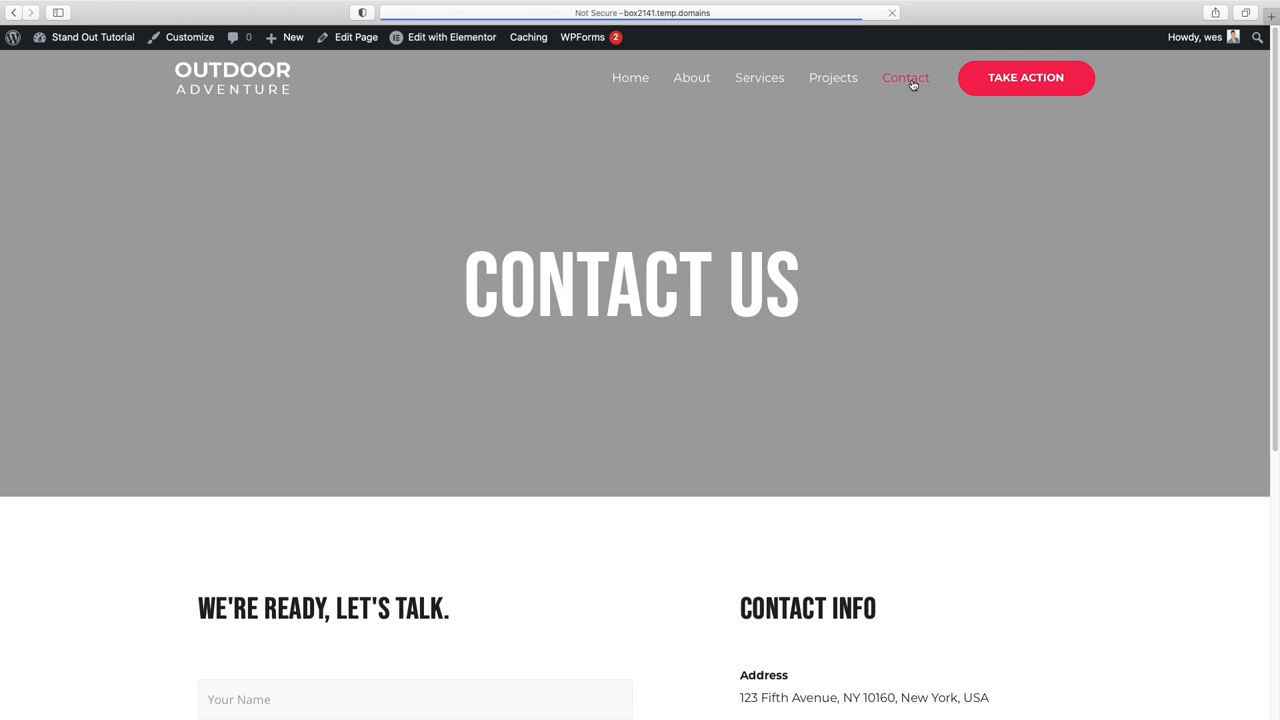 Not Secure – box2141.temp.domains
Stand Out Tutorial Customize 0 New Edit Page Edit with Elementor Caching WPForms 2 Howdy, wes
OUTDOOR
ADVENTURE
Home About Services Projects Contact TAKE ACTION
CONTACT US
WE'RE READY, LET'S TALK.
Your Name
CONTACT INFO
Address
123 Fifth Avenue, NY 10160, New York, USA